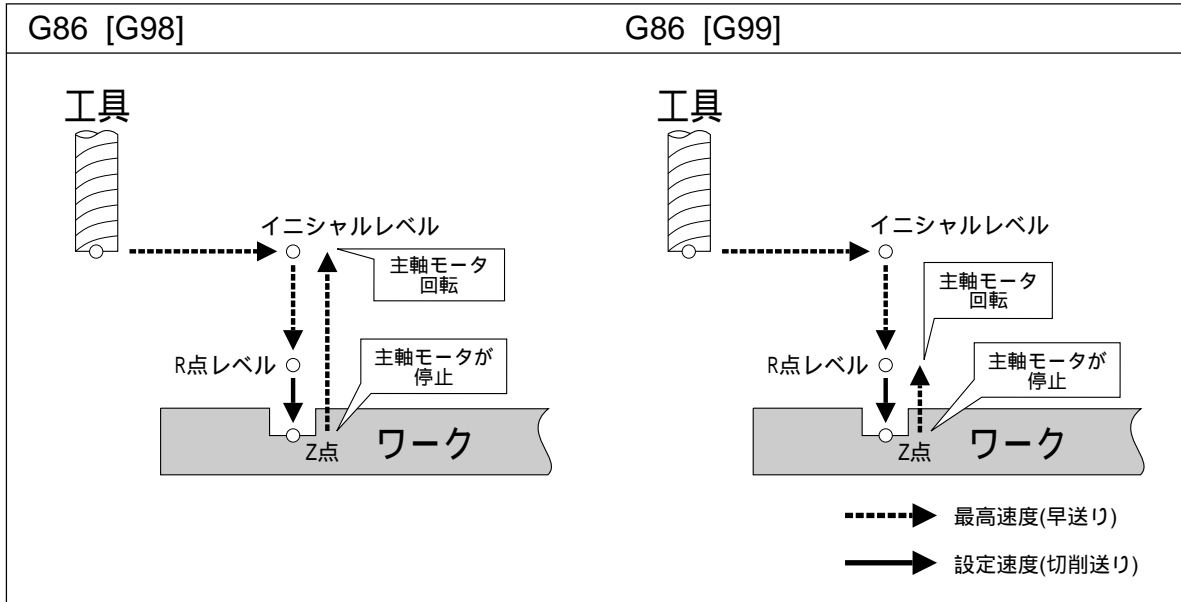 G86 [G98]
G86 [G99]
工具
イニシャルレベル
主軸モータ
回転
R点レベル
主軸モータが
停止
Z点
ワーク
工具
イニシャルレベル
主軸モータ
回転
R点レベル
主軸モータが
停止
Z点
ワーク
最高速度(早送り)
設定速度(切削送り)